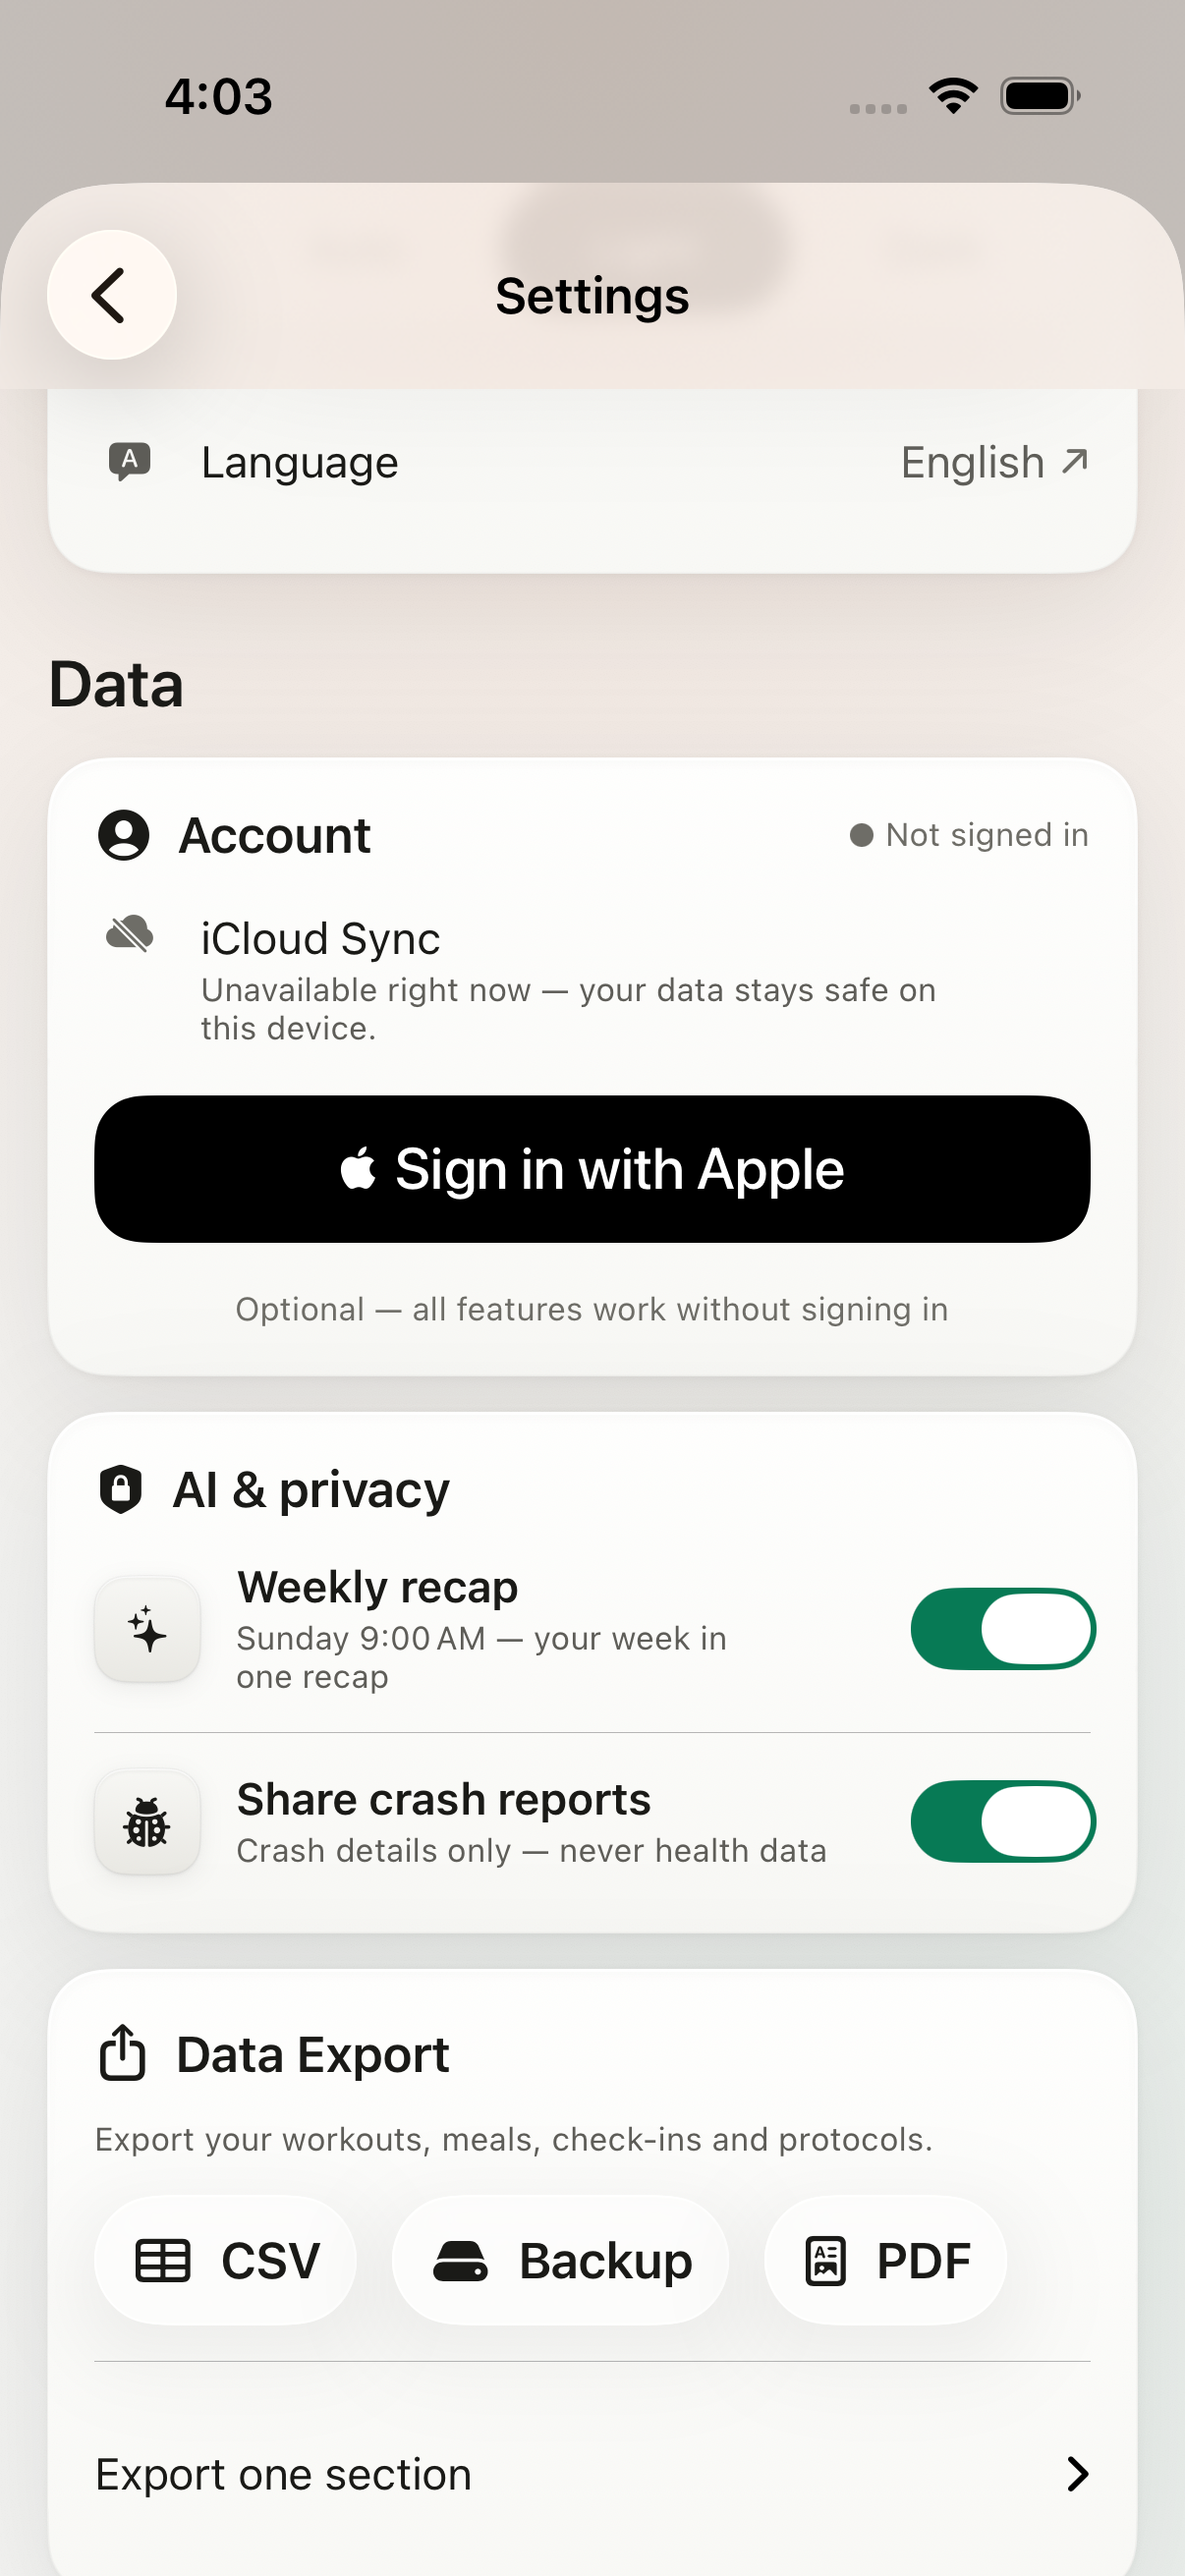 4:03
Settings
Language English
Data
Account Not signed in
iCloud Sync
Unavailable right now — your data stays safe on
this device.
Sign in with Apple
Optional — all features work without signing in
AI & privacy
Weekly recap
Sunday 9:00 AM — your week in
one recap
Share crash reports
Crash details only — never health data
Data Export
Export your workouts, meals, check-ins and protocols.
CSV Backup PDF
Export one section